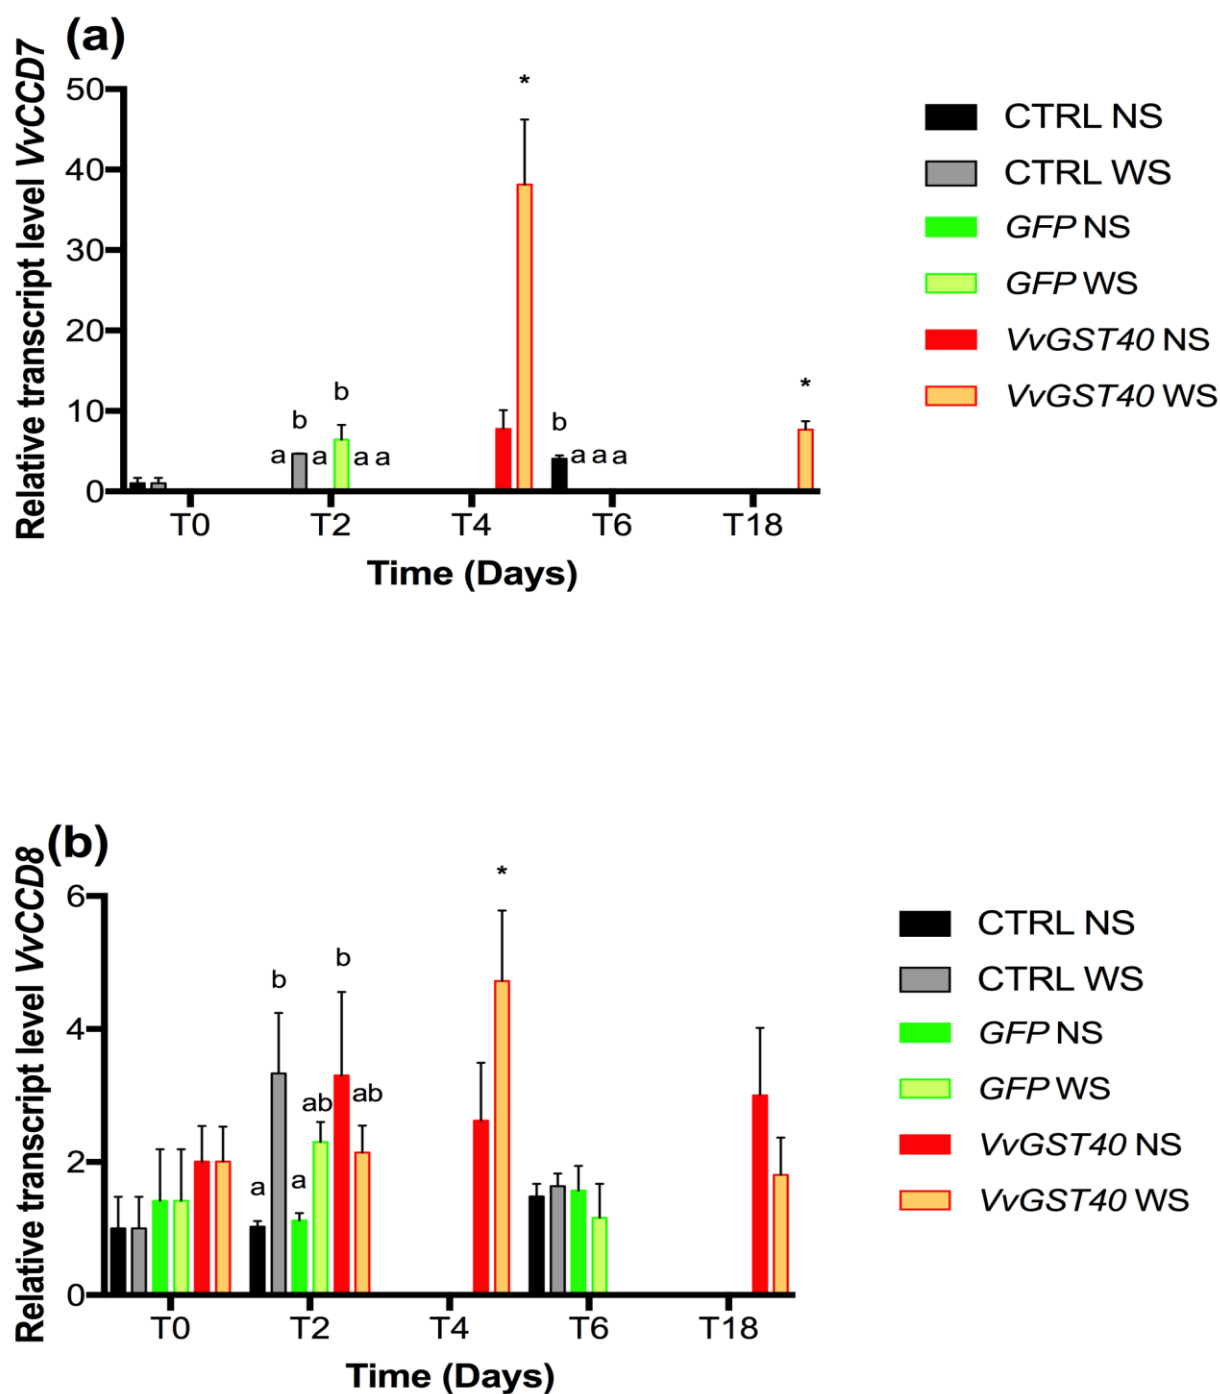 (a)
Relative transcript level VvCCD7
50
40
30
20
10
0
*
*
b
b
b
a
a
a a
a a a
T0
T2
T4
T6
T18
Time (Days)
CTRL NS
CTRL WS
GFP NS
GFP WS
VvGST40 NS
VvGST40 WS
(b)
Relative transcript level VvCCD8
6
4
2
0
*
b
b
ab
ab
a
a
T0
T2
T4
T6
T18
Time (Days)
CTRL NS
CTRL WS
GFP NS
GFP WS
VvGST40 NS
VvGST40 WS